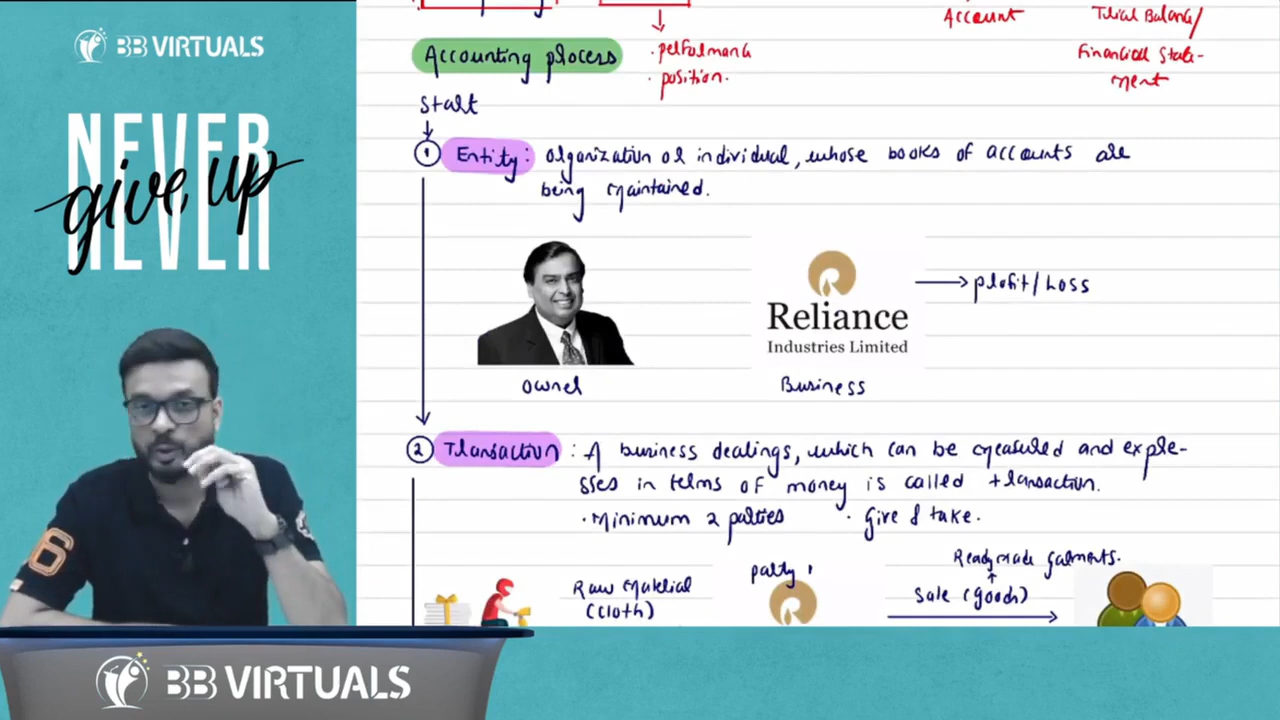 BB VIRTUALS
NEVER
give up
NEVER
Account
Trial Balance/
Financial State-
ment
Accounting process
· performance
· position.
Start
1 Entity: organization or individual, whose books of accounts are
being maintained.
Reliance
Industries Limited
→ profit/Loss
owner
Business
2 Transaction : A business dealings, which can be measured and expre-
sses in terms of money is called transaction.
· Minimum 2 parties · Give & take.
Raw Material
(cloth)
party 1
Readymade garments.
Sale (goods)
6
BB VIRTUALS